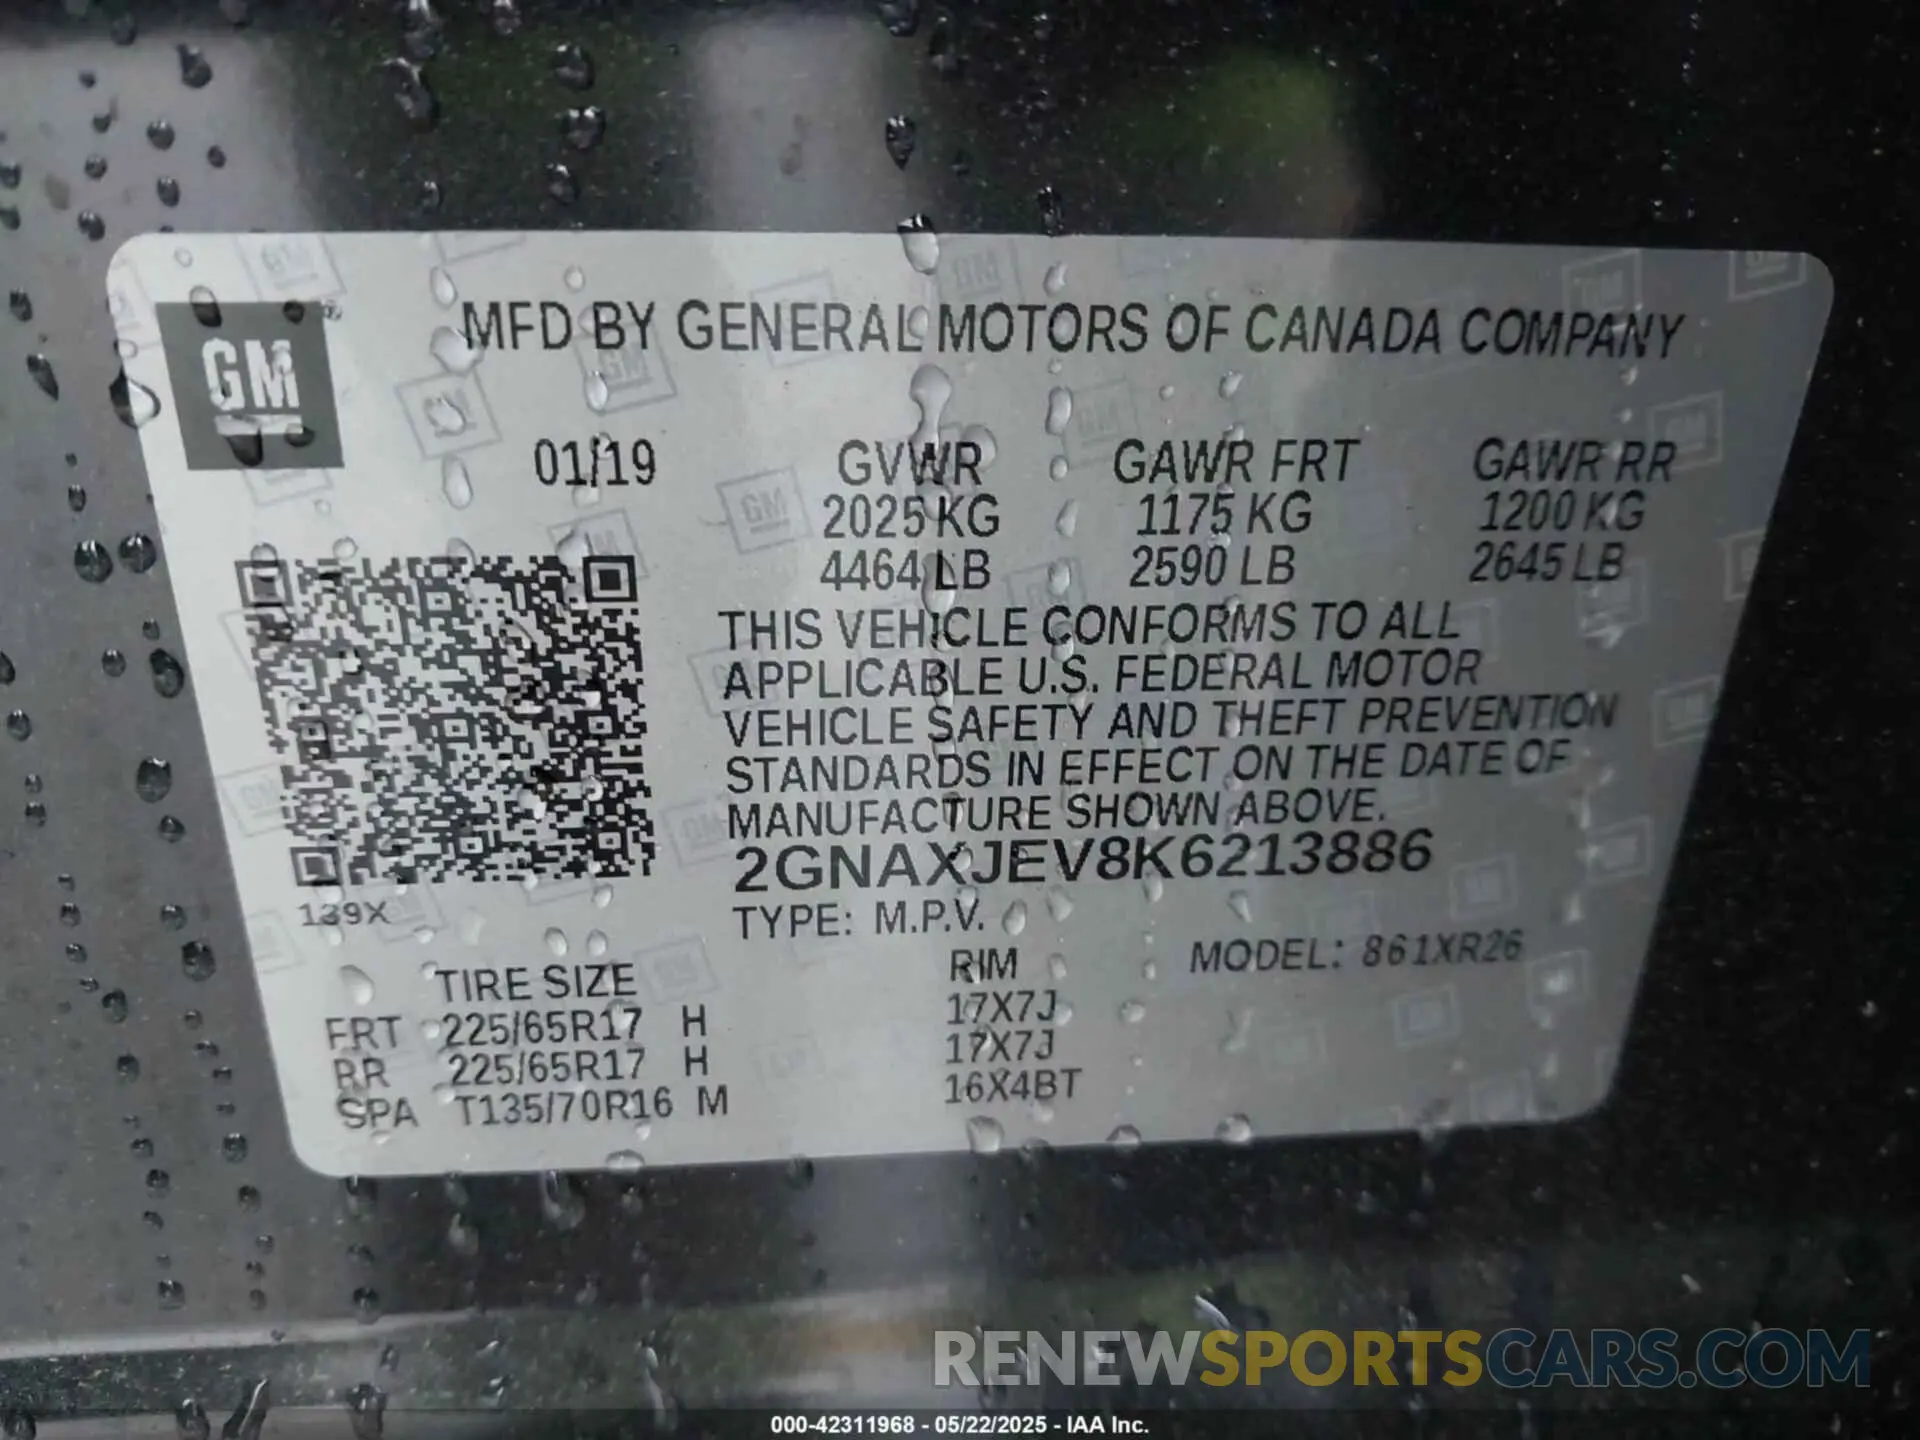 GM
MFD BY GENERAL MOTORS OF CANADA COMPANY
01/19 GVWR GAWR FRT GAWR RR
2025 KG 1175 KG 1200 KG
4464 LB 2590 LB 2645 LB
THIS VEHICLE CONFORMS TO ALL
APPLICABLE U.S. FEDERAL MOTOR
VEHICLE SAFETY AND THEFT PREVENTION
STANDARDS IN EFFECT ON THE DATE OF
MANUFACTURE SHOWN ABOVE.
2GNAXJEV8K6213886
139X
TYPE: M.P.V.
MODEL: 861XR26
TIRE SIZE RIM
FRT 225/65R17 H 17X7J
RR 225/65R17 H 17X7J
SPA T135/70R16 M 16X4BT
RENEWSPORTSCARS.COM
000-42311968 - 05/22/2025 - IAA Inc.